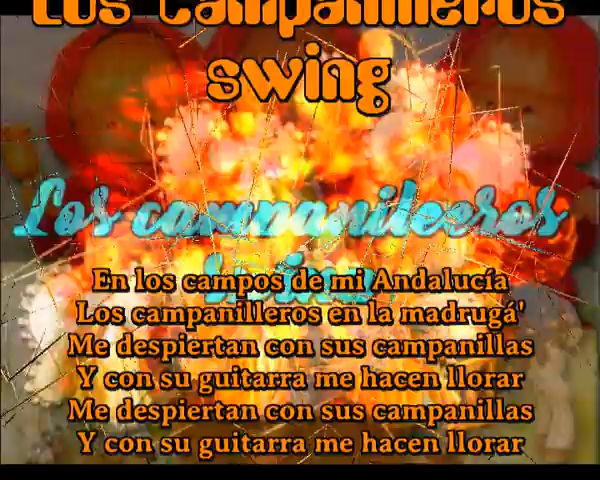 Los Campanilleros
swing
Los campanilleros
En los campos de mi Andalucía
Los campanilleros en la madrugá'
Me despiertan con sus campanillas
Y con su guitarra me hacen llorar
Me despiertan con sus campanillas
Y con su guitarra me hacen llorar